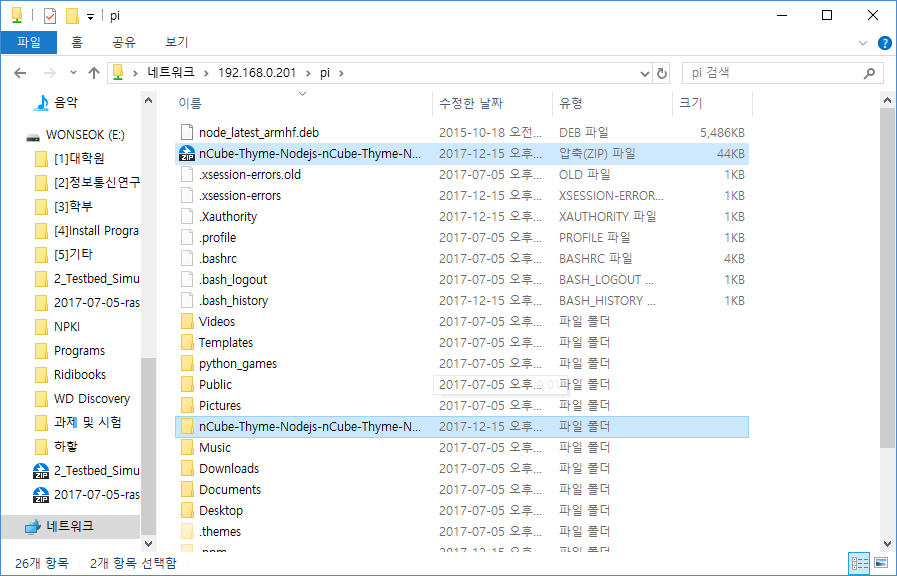 pi
파일 홈 공유 보기
네트워크 192.168.0.201 pi
pi 검색
음악
WONSEOK (E:)
[1]대학원
[2]정보통신연구
[3]학부
[4]Install Progra
[5]기타
2_Testbed_Simu
2017-07-05-ras
NPKI
Programs
Ridibooks
WD Discovery
과제 및 시험
하핳
2_Testbed_Simu
2017-07-05-ras
네트워크
이름 수정한 날짜 유형 크기
node_latest_armhf.deb 2015-10-18 오전... DEB 파일 5,486KB
nCube-Thyme-Nodejs-nCube-Thyme-N... 2017-12-15 오후... 압축(ZIP) 파일 44KB
.xsession-errors.old 2017-07-05 오후... OLD 파일 1KB
.xsession-errors 2017-12-15 오후... XSESSION-ERROR... 1KB
.Xauthority 2017-12-15 오후... XAUTHORITY 파일 1KB
.profile 2017-07-05 오후... PROFILE 파일 1KB
.bashrc 2017-07-05 오후... BASHRC 파일 4KB
.bash_logout 2017-07-05 오후... BASH_LOGOUT ... 1KB
.bash_history 2017-12-15 오후... BASH_HISTORY ... 1KB
Videos 2017-07-05 오후... 파일 폴더
Templates 2017-07-05 오후... 파일 폴더
python_games 2017-07-05 오후... 파일 폴더
Public 2017-07-05 오후... 파일 폴더
Pictures 2017-07-05 오후... 파일 폴더
nCube-Thyme-Nodejs-nCube-Thyme-N... 2017-12-15 오후... 파일 폴더
Music 2017-07-05 오후... 파일 폴더
Downloads 2017-07-05 오후... 파일 폴더
Documents 2017-07-05 오후... 파일 폴더
Desktop 2017-07-05 오후... 파일 폴더
.themes 2017-07-05 오후... 파일 폴더
.npm 2017-12-15 오후... 파일 폴더
26개 항목 2개 항목 선택함